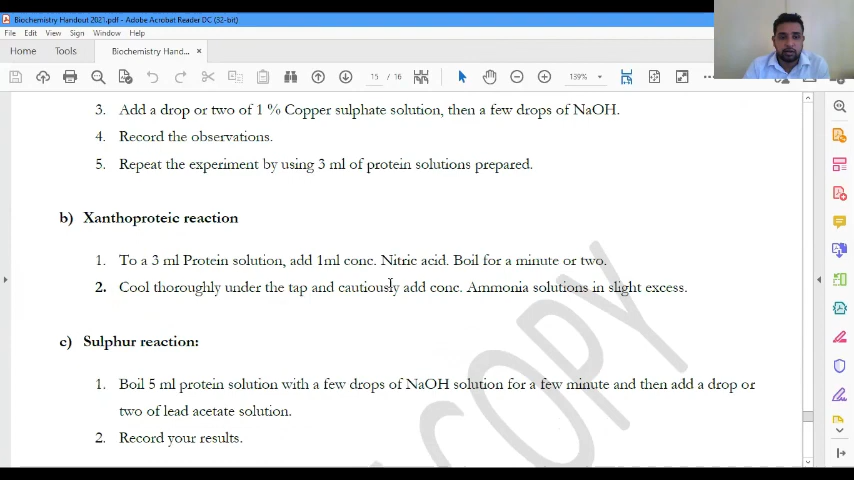 Biochemistry Handout 2021.pdf - Adobe Acrobat Reader DC (32-bit)
File Edit View Sign Window Help
Home Tools Biochemistry Hand... ×
15 / 16 139%
3. Add a drop or two of 1 % Copper sulphate solution, then a few drops of NaOH.
4. Record the observations.
5. Repeat the experiment by using 3 ml of protein solutions prepared.
b) Xanthoproteic reaction
1. To a 3 ml Protein solution, add 1ml conc. Nitric acid. Boil for a minute or two.
2. Cool thoroughly under the tap and cautiously add conc. Ammonia solutions in slight excess.
c) Sulphur reaction:
1. Boil 5 ml protein solution with a few drops of NaOH solution for a few minute and then add a drop or
two of lead acetate solution.
2. Record your results.
COPY